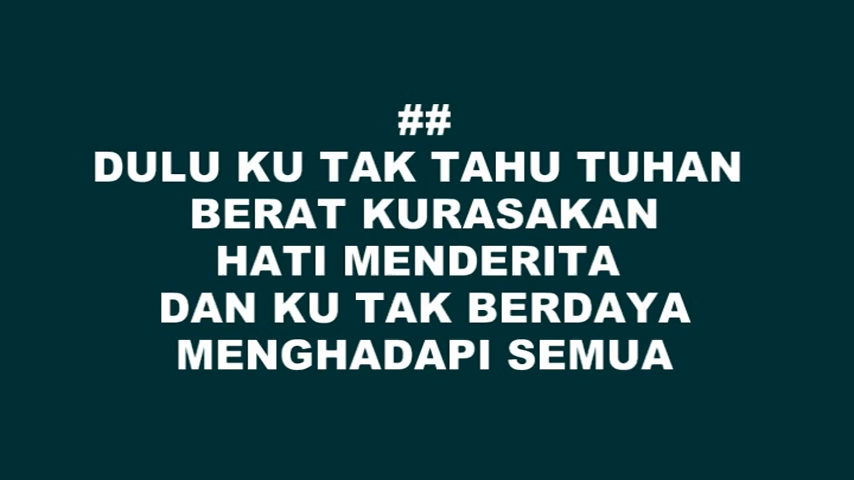 ##
DULU KU TAK TAHU TUHAN
BERAT KURASAKAN
HATI MENDERITA
DAN KU TAK BERDAYA
MENGHADAPI SEMUA